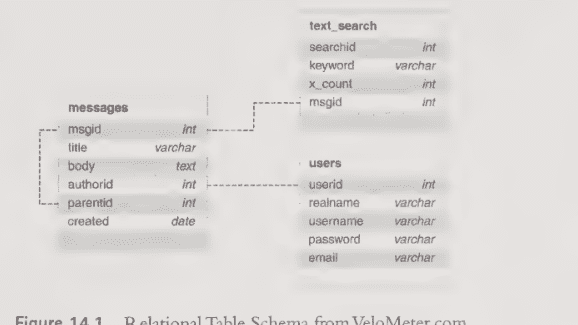 text_search
searchid int
keyword varchar
x_count int
msgid int
messages
msgid int
title varchar
body text
authorid int
parentid int
created date
users
userid int
realname varchar
username varchar
password varchar
email varchar
Figure 14.1 Relational Table Schema from VeloMeter.com